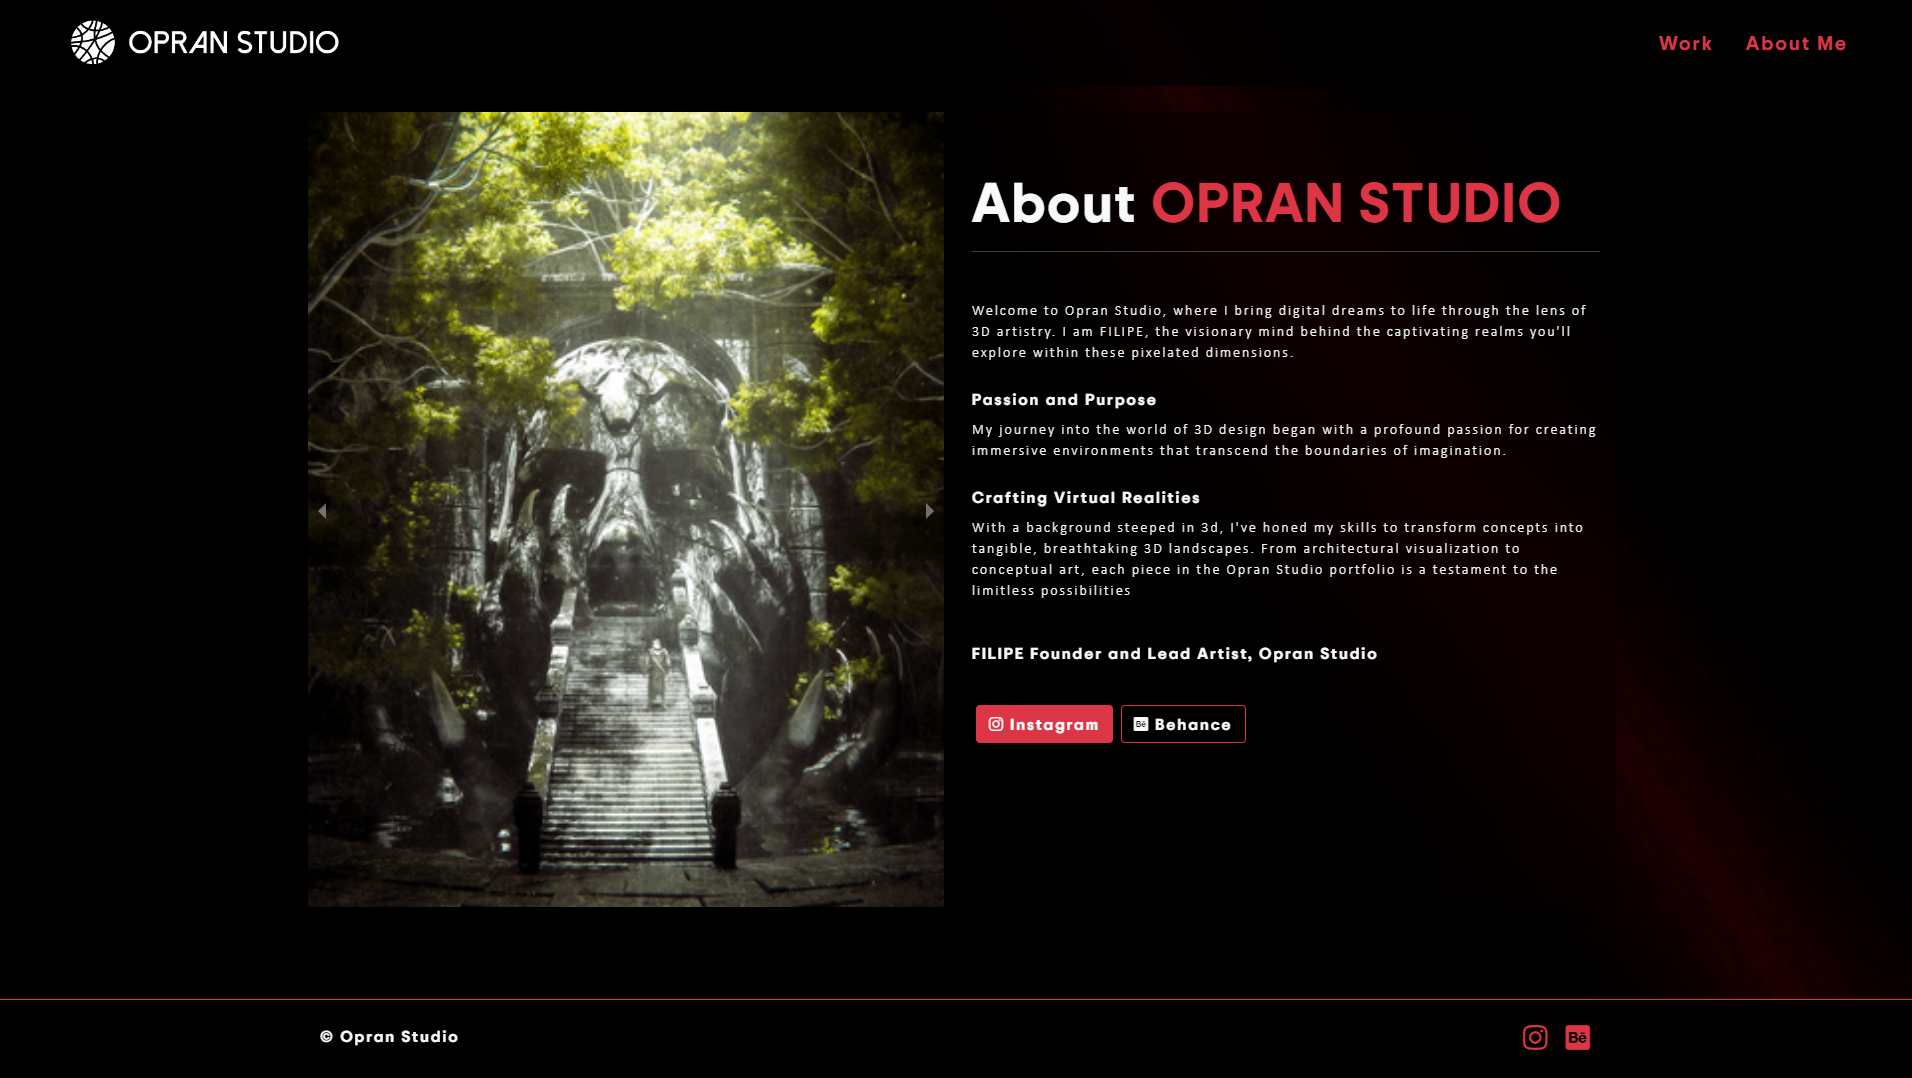 OPRAN STUDIO
Work
About Me
About OPRAN STUDIO
Welcome to Opran Studio, where I bring digital dreams to life through the lens of
3D artistry. I am FILIPE, the visionary mind behind the captivating realms you'll
explore within these pixelated dimensions.
Passion and Purpose
My journey into the world of 3D design began with a profound passion for creating
immersive environments that transcend the boundaries of imagination.
Crafting Virtual Realities
With a background steeped in 3d, I've honed my skills to transform concepts into
tangible, breathtaking 3D landscapes. From architectural visualization to
conceptual art, each piece in the Opran Studio portfolio is a testament to the
limitless possibilities
FILIPE Founder and Lead Artist, Opran Studio
Instagram
Bē Behance
© Opran Studio
Bē